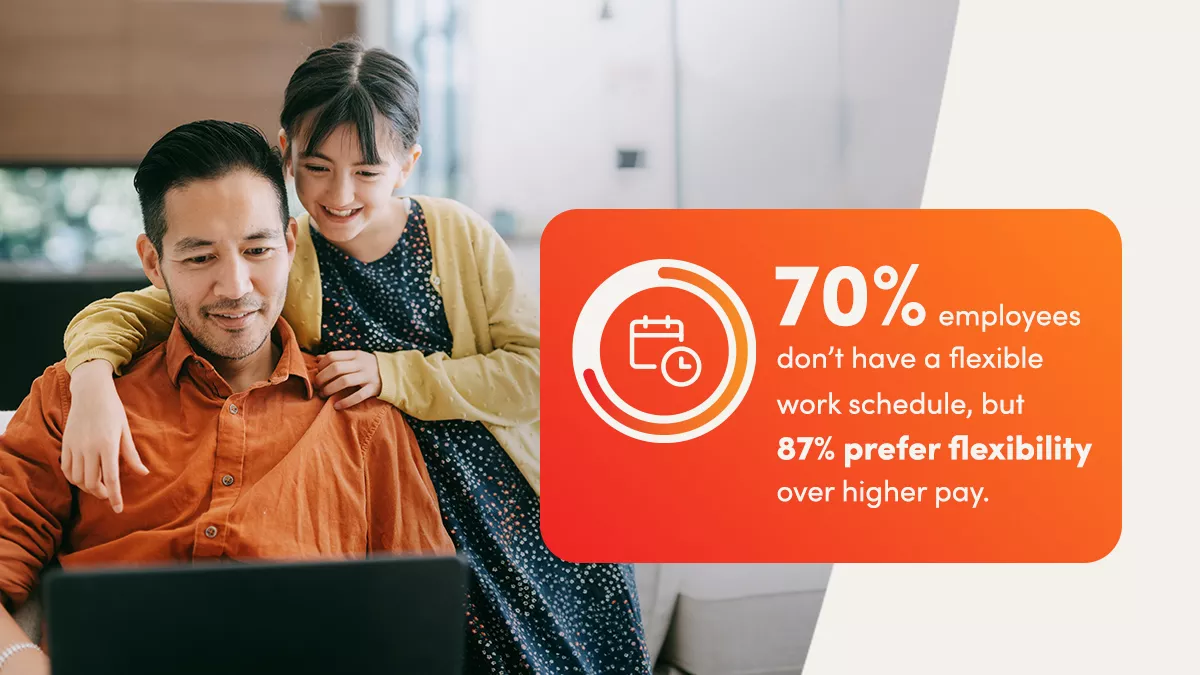 70% employees
don’t have a flexible
work schedule, but
87% prefer flexibility
over higher pay.